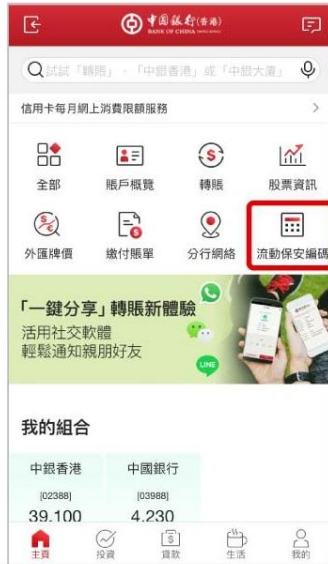 中國銀行(香港)
BANK OF CHINA (HONG KONG)
試試「轉賬」、「中銀香港」或「中銀大廈」
信用卡每月網上消費限額服務
全部
賬戶概覽
轉賬
股票資訊
外匯牌價
繳付賬單
分行網絡
流動保安編碼
「一鍵分享」轉賬新體驗
活用社交軟體
輕鬆通知親朋好友
LINE
我的組合
中銀香港
中國銀行
[02388]
[03988]
39.100
4.230
主頁
投資
貸款
生活
我的